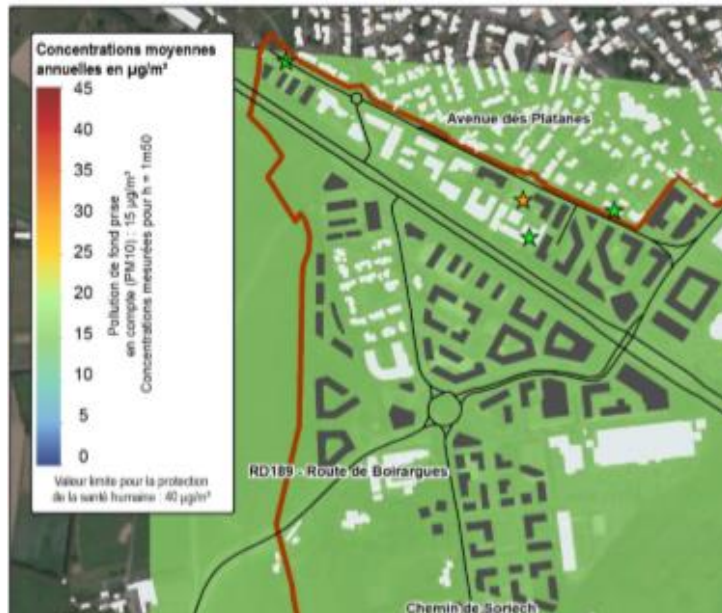 Concentrations moyennes
annuelles en µg/m³
45
40
35
30
25
20
15
10
5
0
Pollution de fond prise
en compte (PM10) : 15 µg/m³
Concentrations mesurées pour h = 1m50
Valeur limite pour la protection
de la santé humaine : 40 µg/m³
Avenue des Platanes
RD189 - Route de Boirargues
Chemin de Soriech